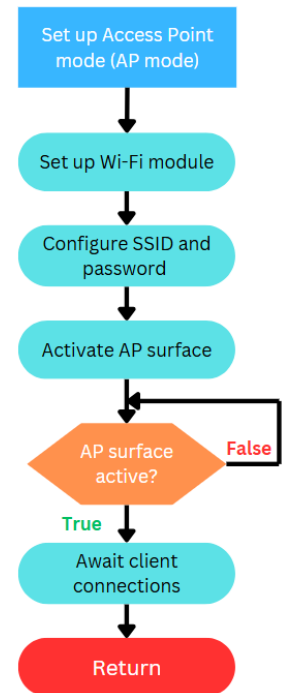 Set up Access Point
mode (AP mode)
Set up Wi-Fi module
Configure SSID and
password
Activate AP surface
AP surface
active?
False
True
Await client
connections
Return